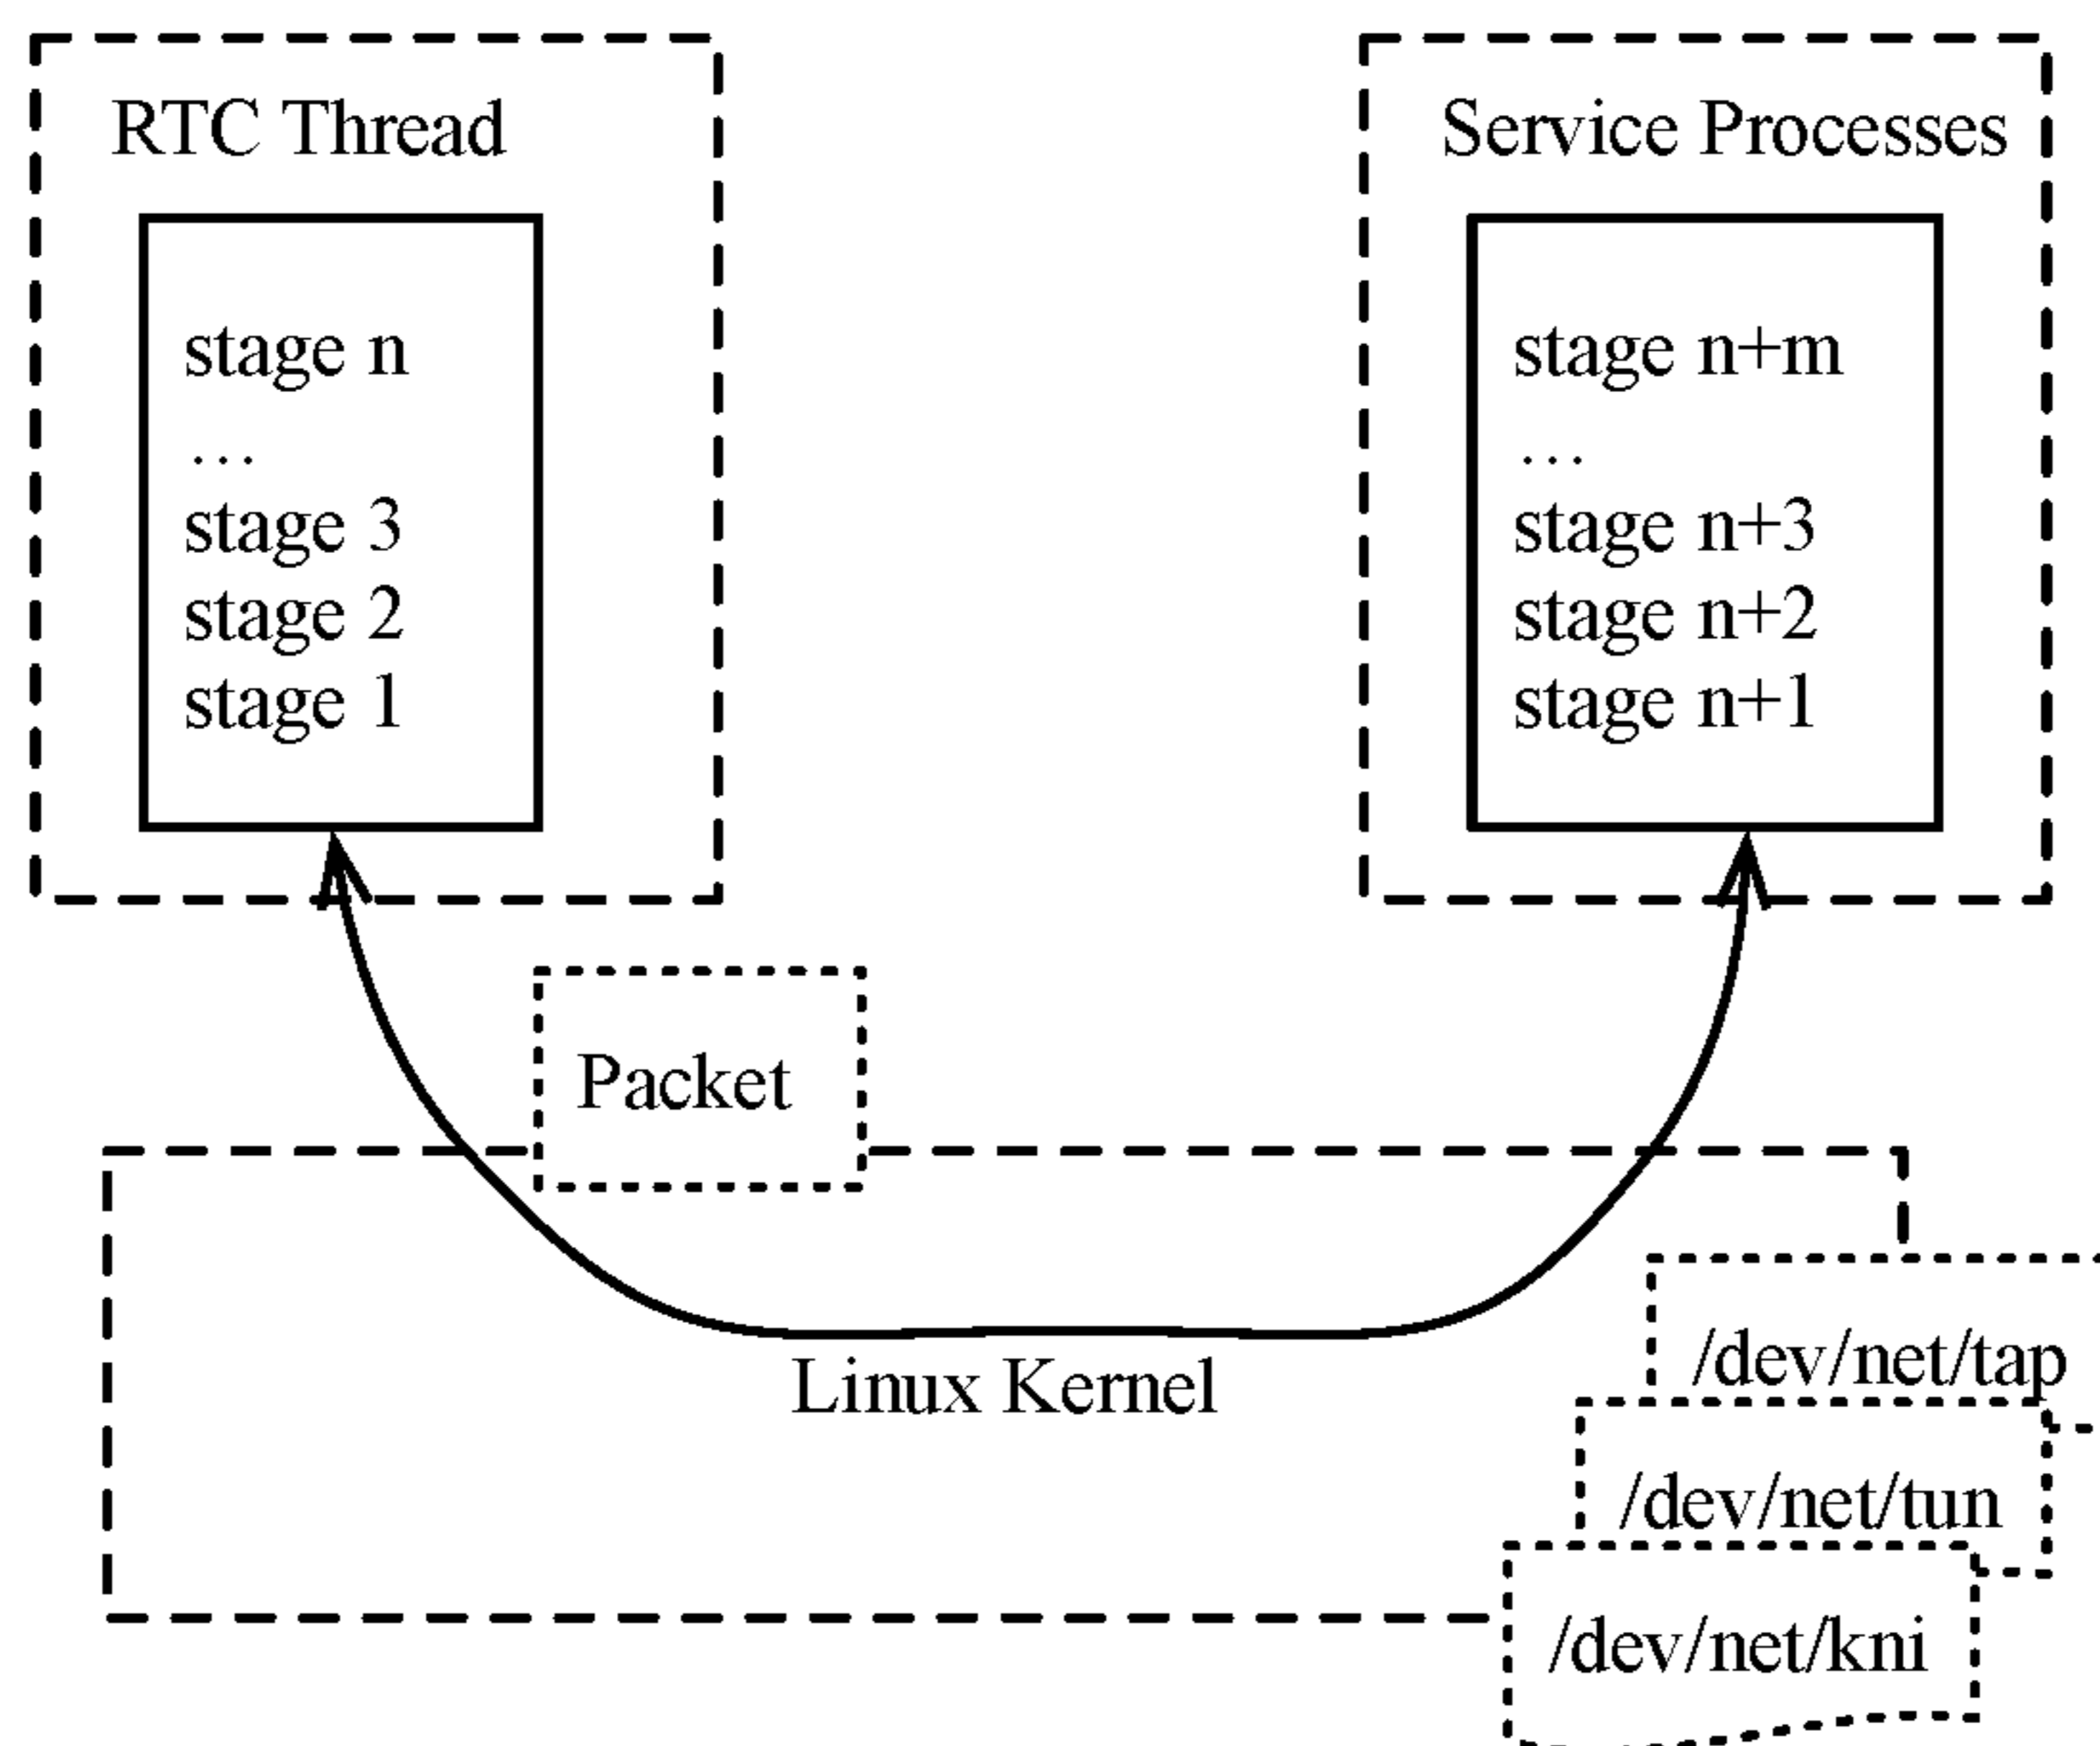 RTC Thread
stage n
...
stage 3
stage 2
stage 1
Service Processes
stage n+m
...
stage n+3
stage n+2
stage n+1
Packet
Linux Kernel
/dev/net/tap
/dev/net/tun
/dev/net/kni